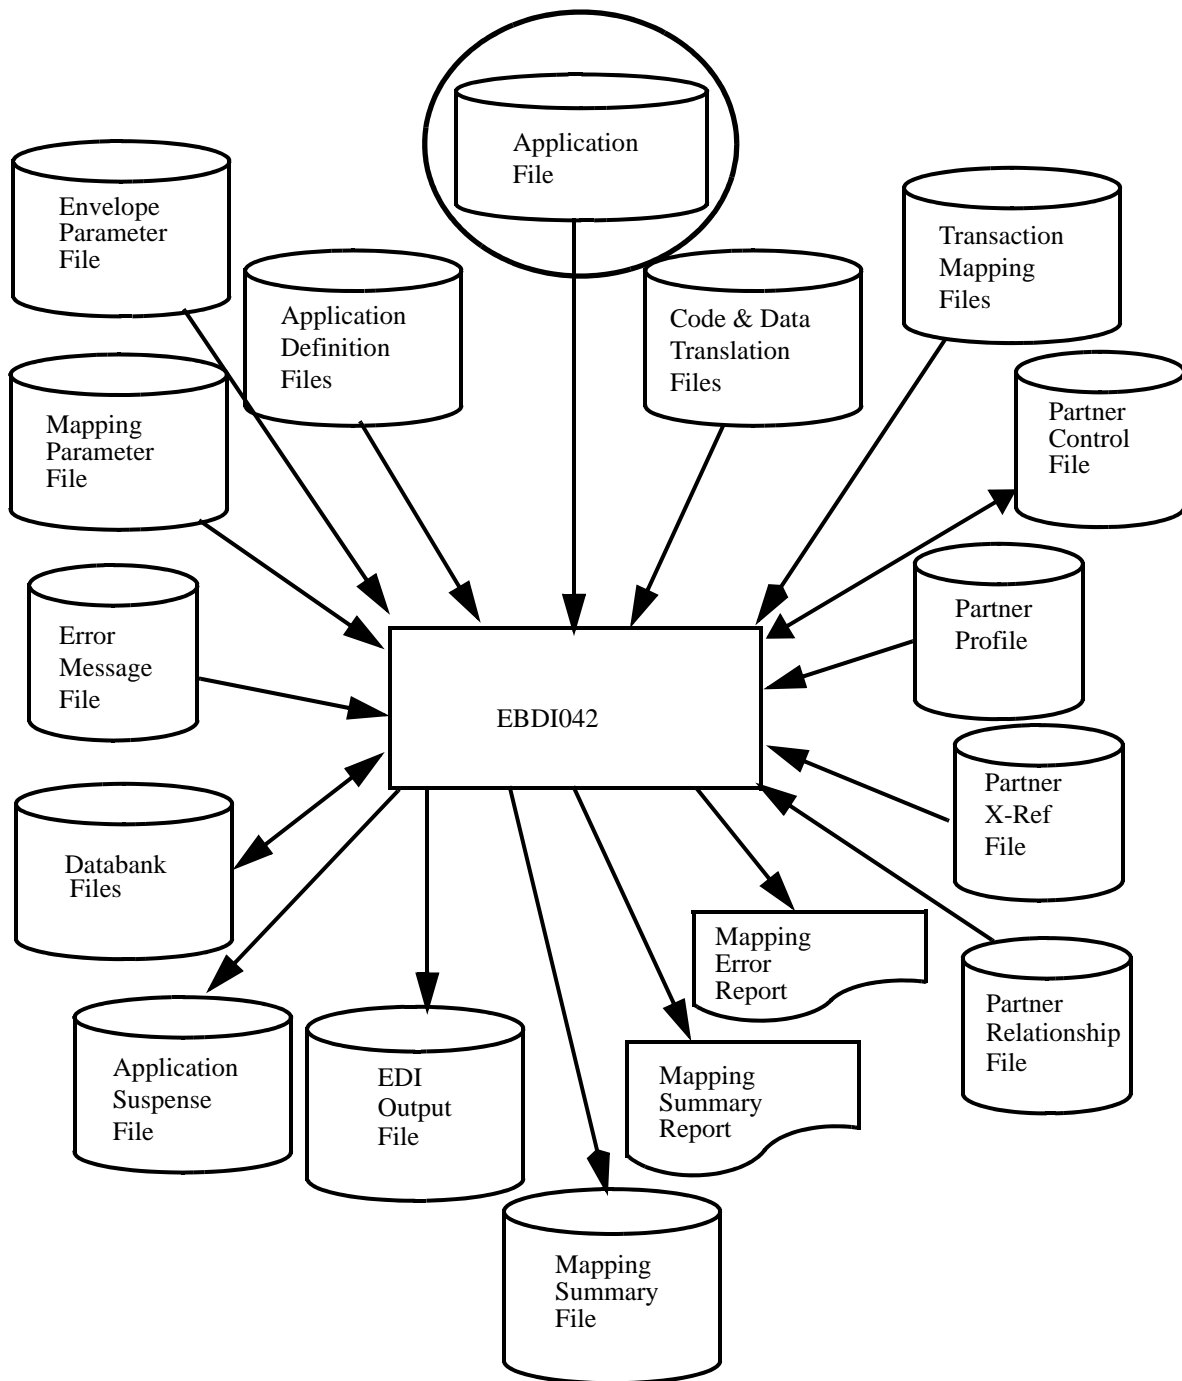 Application
File
Envelope
Parameter
File
Application
Definition
Files
Code & Data
Translation
Files
Transaction
Mapping
Files
Mapping
Parameter
File
Partner
Control
File
Error
Message
File
Partner
Profile
EBDI042
Partner
X-Ref
File
Databank
Files
Mapping
Error
Report
Partner
Relationship
File
Application
Suspense
File
EDI
Output
File
Mapping
Summary
Report
Mapping
Summary
File